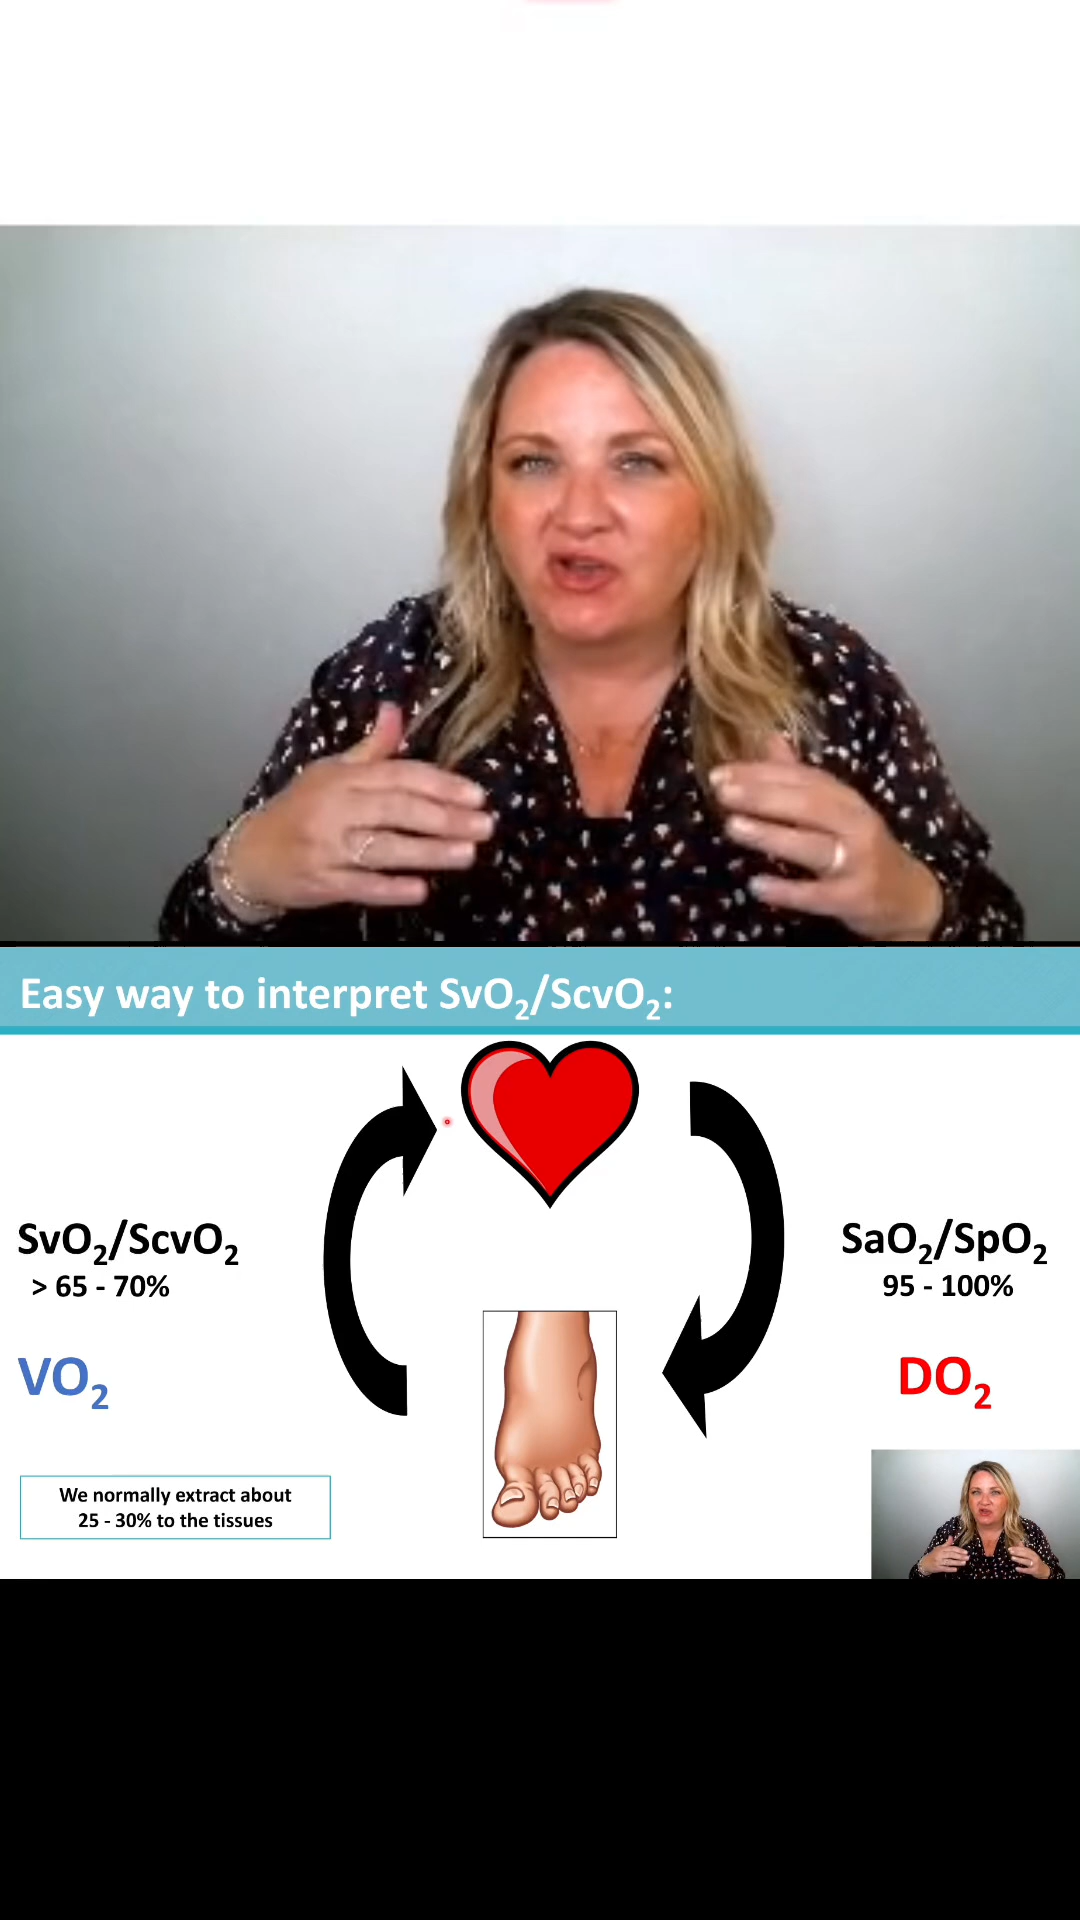 Easy way to interpret SvO₂/ScvO₂:
SvO₂/ScvO₂
> 65 - 70%
VO₂
We normally extract about
25 - 30% to the tissues
SaO₂/SpO₂
95 - 100%
DO₂